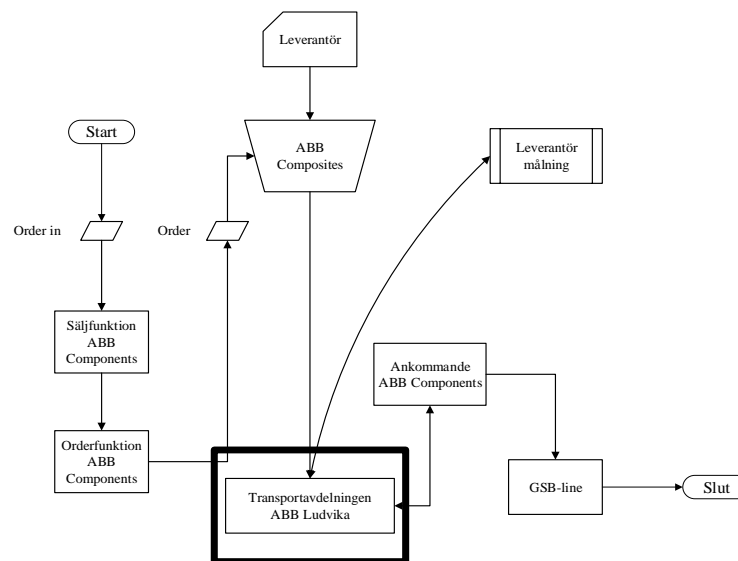 Leverantör
Start
ABB
Composites
Leverantör
målning
Order in
Order
Säljfunktion
ABB
Components
Ankommande
ABB Components
Orderfunktion
ABB
Components
Transportavdelningen
ABB Ludvika
GSB-line
Slut